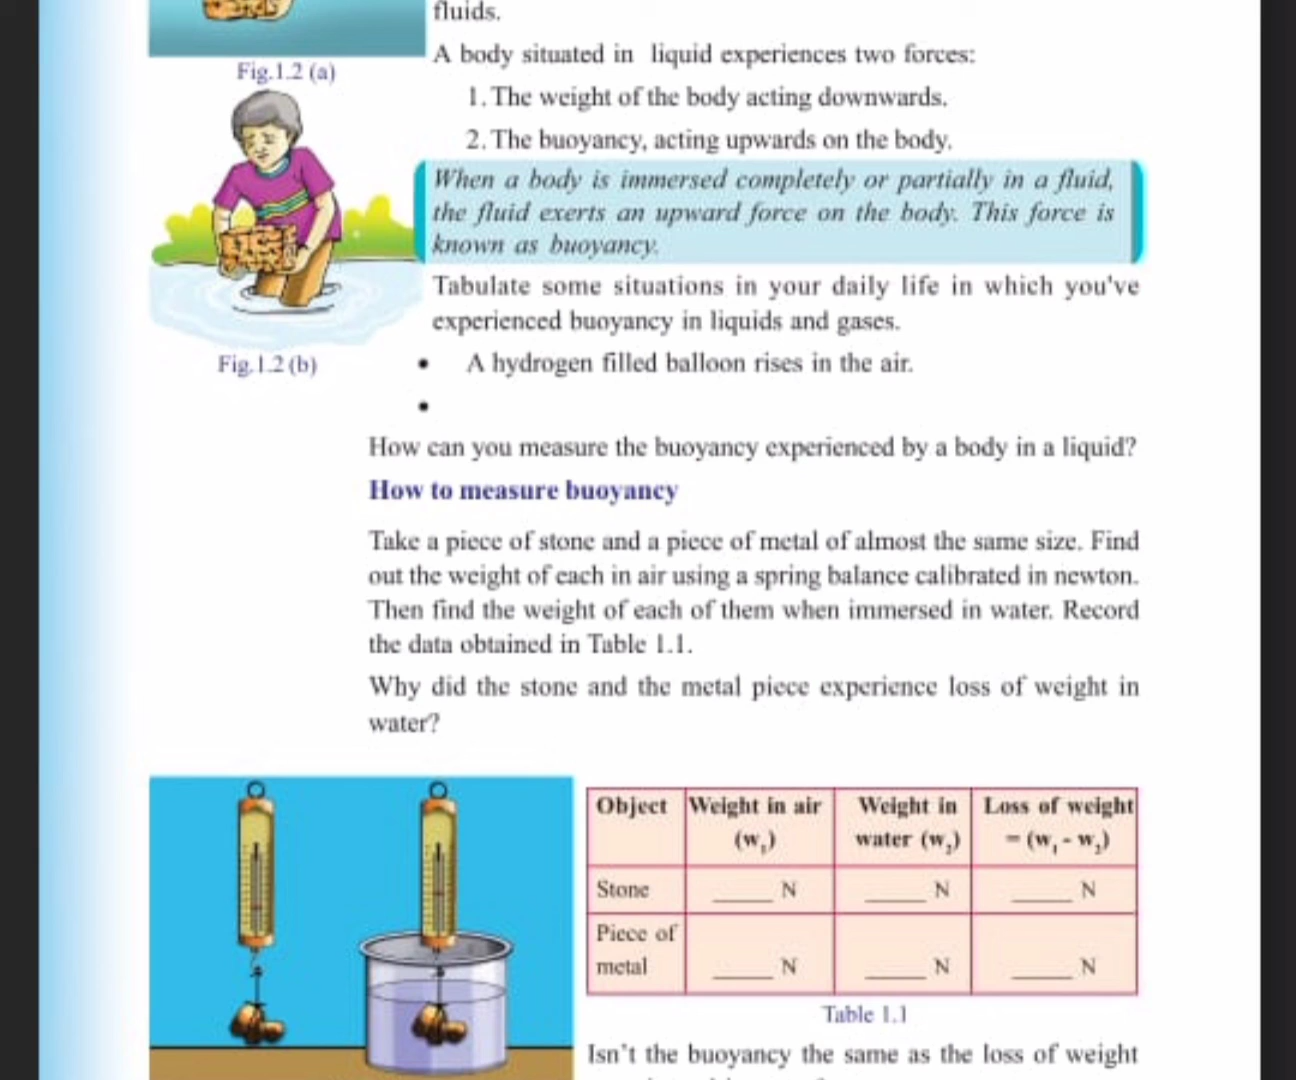 fluids.
Fig.1.2 (a)
A body situated in liquid experiences two forces:
1. The weight of the body acting downwards.
2. The buoyancy, acting upwards on the body.
When a body is immersed completely or partially in a fluid,
the fluid exerts an upward force on the body. This force is
known as buoyancy.
Tabulate some situations in your daily life in which you've
experienced buoyancy in liquids and gases.
Fig.1.2 (b)
• A hydrogen filled balloon rises in the air.
•
How can you measure the buoyancy experienced by a body in a liquid?
How to measure buoyancy
Take a piece of stone and a piece of metal of almost the same size. Find
out the weight of each in air using a spring balance calibrated in newton.
Then find the weight of each of them when immersed in water. Record
the data obtained in Table 1.1.
Why did the stone and the metal piece experience loss of weight in
water?
Object Weight in air Weight in Loss of weight
(w₁) water (w₂) = (w₁ - w₂)
Stone ____ N ____ N ____ N
Piece of
metal ____ N ____ N ____ N
Table 1.1
Isn't the buoyancy the same as the loss of weight